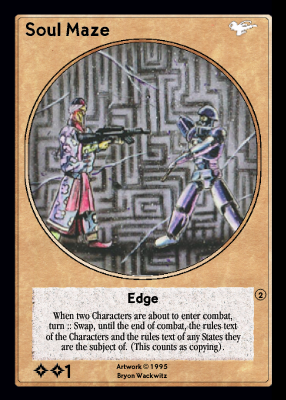 Soul Maze
Edge
2
When two Characters are about to enter combat,
turn :: Swap, until the end of combat, the rules text
of the Characters and the rules text of any States they
are the subject of. (This counts as copying).
1
Artwork © 1995
Bryon Wackwitz